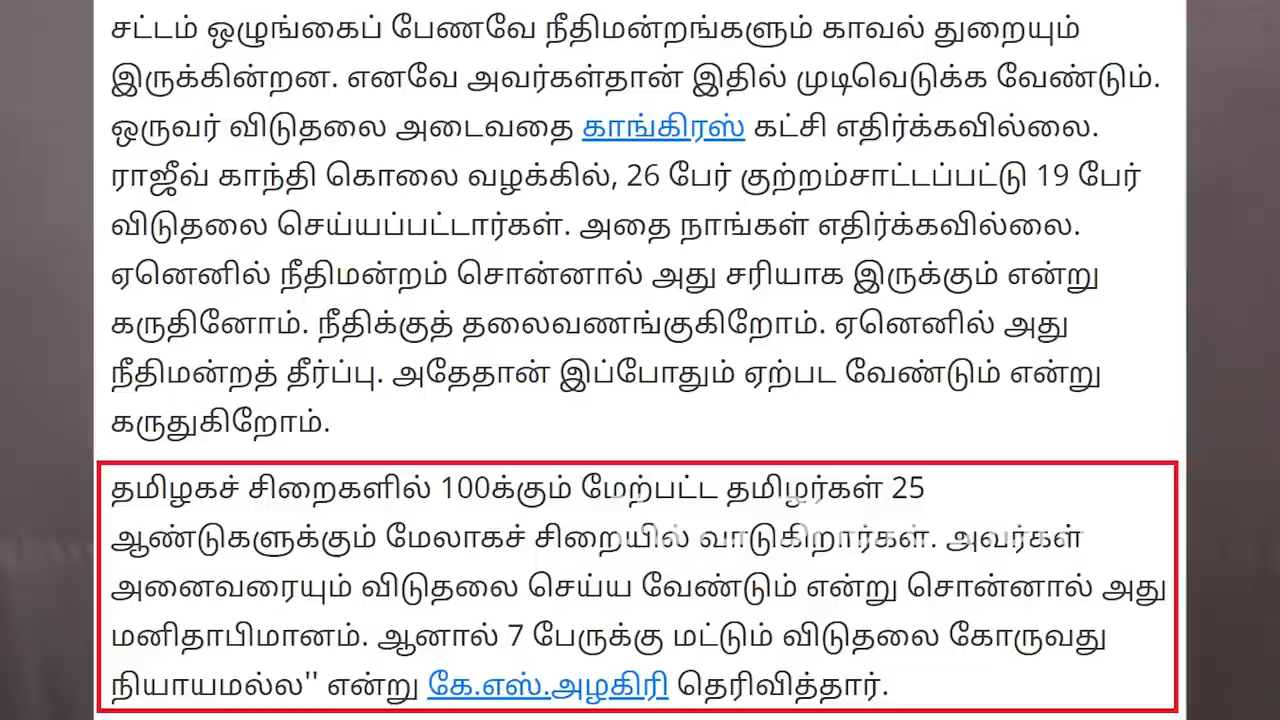 சட்டம் ஒழுங்கைப் பேணவே நீதிமன்றங்களும் காவல் துறையும்
இருக்கின்றன. எனவே அவர்கள்தான் இதில் முடிவெடுக்க வேண்டும்.
ஒருவர் விடுதலை அடைவதை காங்கிரஸ் கட்சி எதிர்க்கவில்லை.
ராஜீவ் காந்தி கொலை வழக்கில், 26 பேர் குற்றம்சாட்டப்பட்டு 19 பேர்
விடுதலை செய்யப்பட்டார்கள். அதை நாங்கள் எதிர்க்கவில்லை.
ஏனெனில் நீதிமன்றம் சொன்னால் அது சரியாக இருக்கும் என்று
கருதினோம். நீதிக்குத் தலைவணங்குகிறோம். ஏனெனில் அது
நீதிமன்றத் தீர்ப்பு. அதேதான் இப்போதும் ஏற்பட வேண்டும் என்று
கருதுகிறோம்.
தமிழகச் சிறைகளில் 100க்கும் மேற்பட்ட தமிழர்கள் 25
ஆண்டுகளுக்கும் மேலாகச் சிறையில் வாடுகிறார்கள். அவர்கள்
அனைவரையும் விடுதலை செய்ய வேண்டும் என்று சொன்னால் அது
மனிதாபிமானம். ஆனால் 7 பேருக்கு மட்டும் விடுதலை கோருவது
நியாயமல்ல'' என்று கே.எஸ்.அழகிரி தெரிவித்தார்.